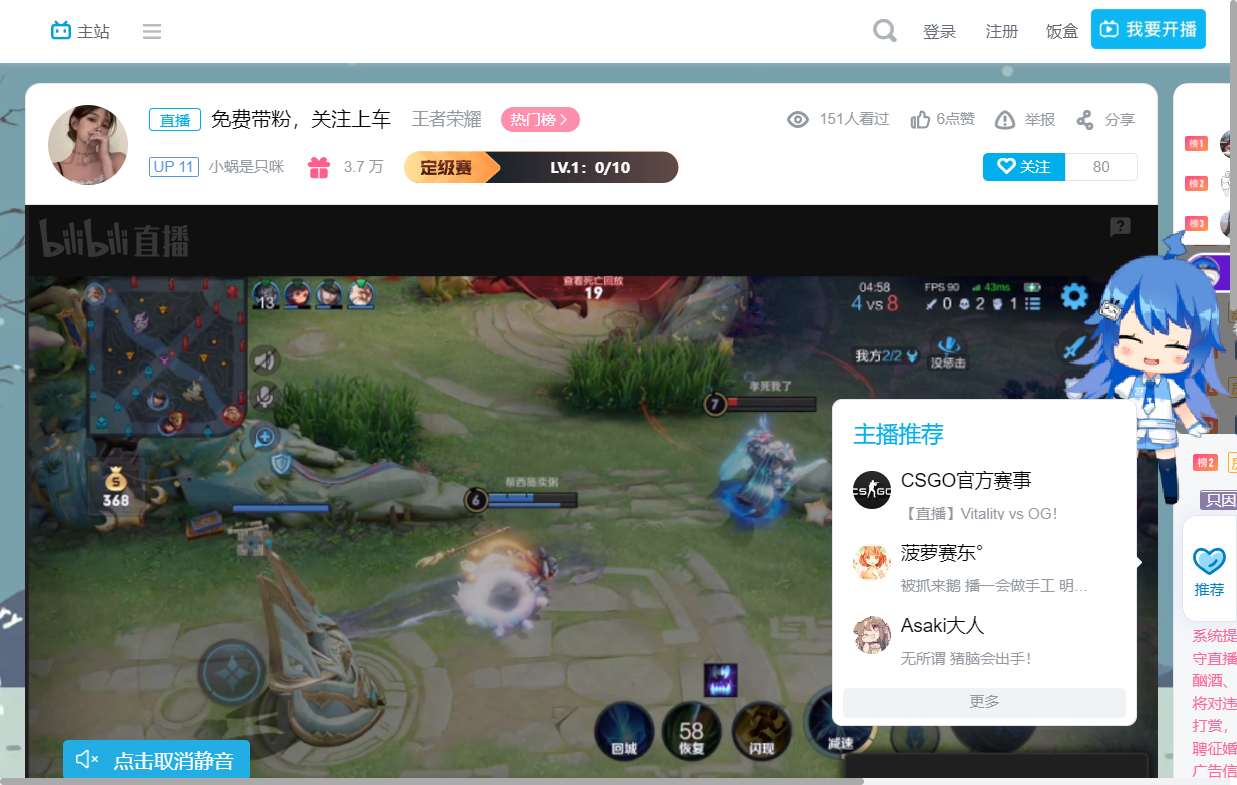 主站
登录
注册
饭盒
我要开播
直播
免费带粉，关注上车
王者荣耀
热门榜
151人看过
6点赞
举报
分享
UP 11
小蜗是只咪
3.7 万
定级赛
LV.1：0/10
关注
80
榜1
榜2
榜3
bilibili直播
13
查看死亡回放
19
04:58
4 vs 8
FPS 90
43ms
0
2
1
我方2/2
没惩击
孝死我了
7
5
368
帮西施卖粥
6
主播推荐
CSGO官方赛事
【直播】Vitality vs OG！
菠萝赛东°
被抓来鹅 播一会做手工 明…
Asaki大人
无所谓 猪脑会出手！
更多
榜2
只因
推荐
系统提
守直播
酗酒、
将对违
打赏，
聘征婚
广告信
58
回城
恢复
闪现
减速
点击取消静音